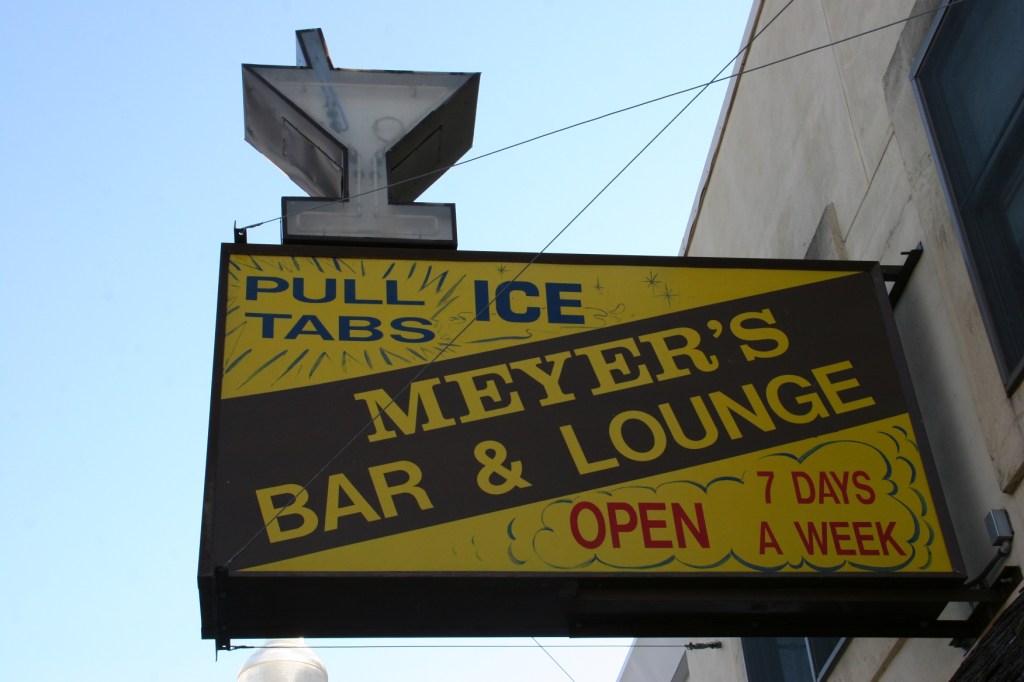 PULL
TABS
ICE
MEYER'S
BAR & LOUNGE
OPEN
7 DAYS
A WEEK